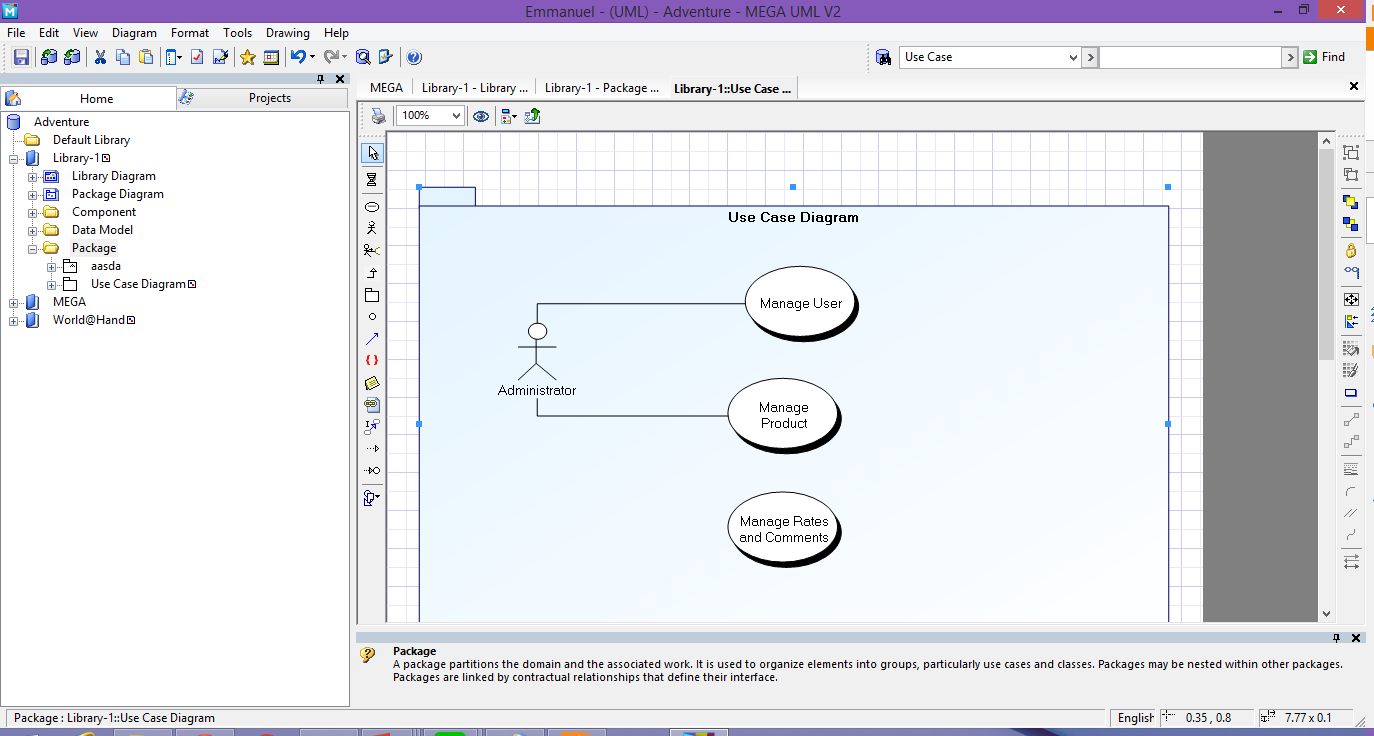 Emmanuel - (UML) - Adventure - MEGA UML V2
File Edit View Diagram Format Tools Drawing Help
Use Case
Find
Home Projects
MEGA Library-1 - Library ... Library-1 - Package ... Library-1::Use Case ...
100%
Adventure
Default Library
Library-1
Library Diagram
Package Diagram
Component
Data Model
Package
aasda
Use Case Diagram
MEGA
World@Hand
Use Case Diagram
Manage User
Administrator
Manage
Product
Manage Rates
and Comments
Package
A package partitions the domain and the associated work. It is used to organize elements into groups, particularly use cases and classes. Packages may be nested within other packages.
Packages are linked by contractual relationships that define their interface.
Package : Library-1::Use Case Diagram
English 0.35 , 0.8 7.77 x 0.1